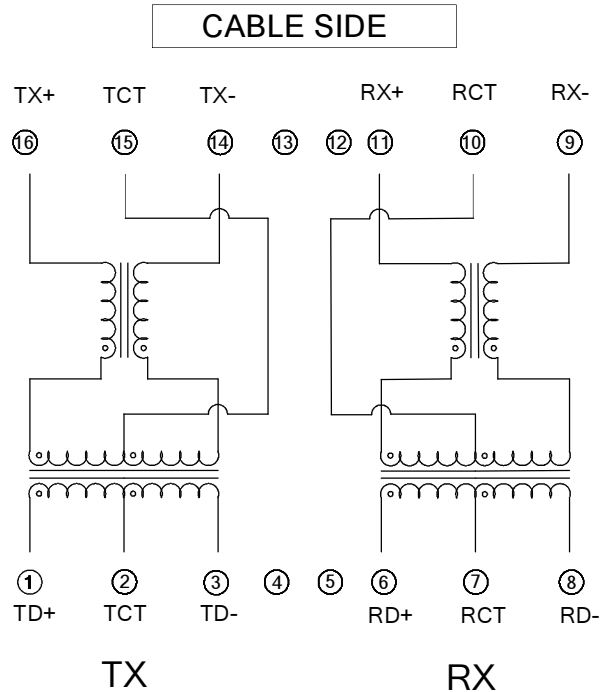 CABLE SIDE
TX+ TCT TX- RX+ RCT RX-
16 15 14 13 12 11 10 9
1 2 3 4 5 6 7 8
TD+ TCT TD- RD+ RCT RD-
TX RX